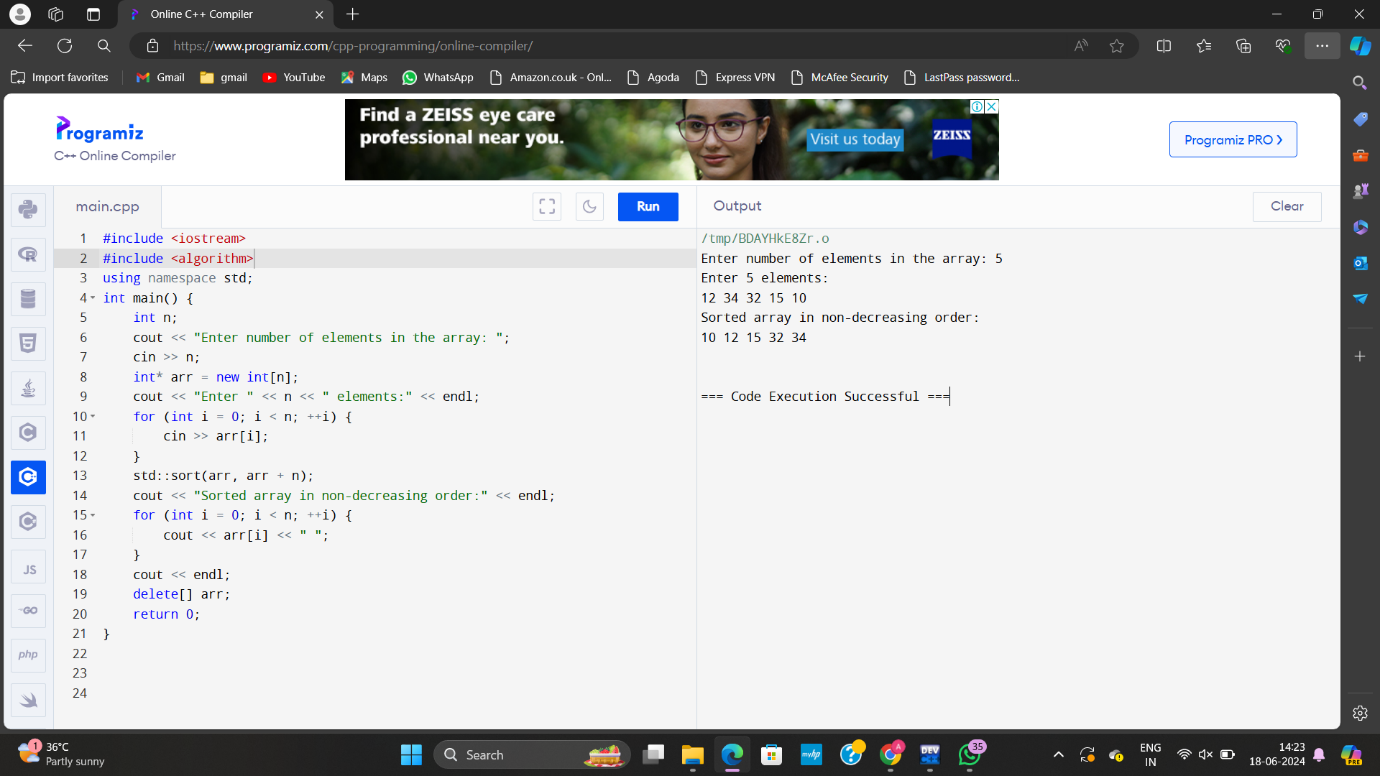 Online C++ Compiler
https://www.programiz.com/cpp-programming/online-compiler/
Import favorites
Gmail
gmail
YouTube
Maps
WhatsApp
Amazon.co.uk - Onl...
Agoda
Express VPN
McAfee Security
LastPass password...
Programiz
C++ Online Compiler
Find a ZEISS eye care
professional near you.
Visit us today
ZEISS
Programiz PRO >
main.cpp
Run
Output
Clear
1 #include <iostream>
2 #include <algorithm>
3 using namespace std;
4 int main() {
5     int n;
6     cout << "Enter number of elements in the array: ";
7     cin >> n;
8     int* arr = new int[n];
9     cout << "Enter " << n << " elements:" << endl;
10     for (int i = 0; i < n; ++i) {
11         cin >> arr[i];
12     }
13     std::sort(arr, arr + n);
14     cout << "Sorted array in non-decreasing order:" << endl;
15     for (int i = 0; i < n; ++i) {
16         cout << arr[i] << " ";
17     }
18     cout << endl;
19     delete[] arr;
20     return 0;
21 }
22
23
24
/tmp/BDAYHkE8Zr.o
Enter number of elements in the array: 5
Enter 5 elements:
12 34 32 15 10
Sorted array in non-decreasing order:
10 12 15 32 34
=== Code Execution Successful ===
JS
GO
php
1
36°C
Partly sunny
Search
myhp
A
DEV
35
ENG
IN
14:23
18-06-2024
PRE